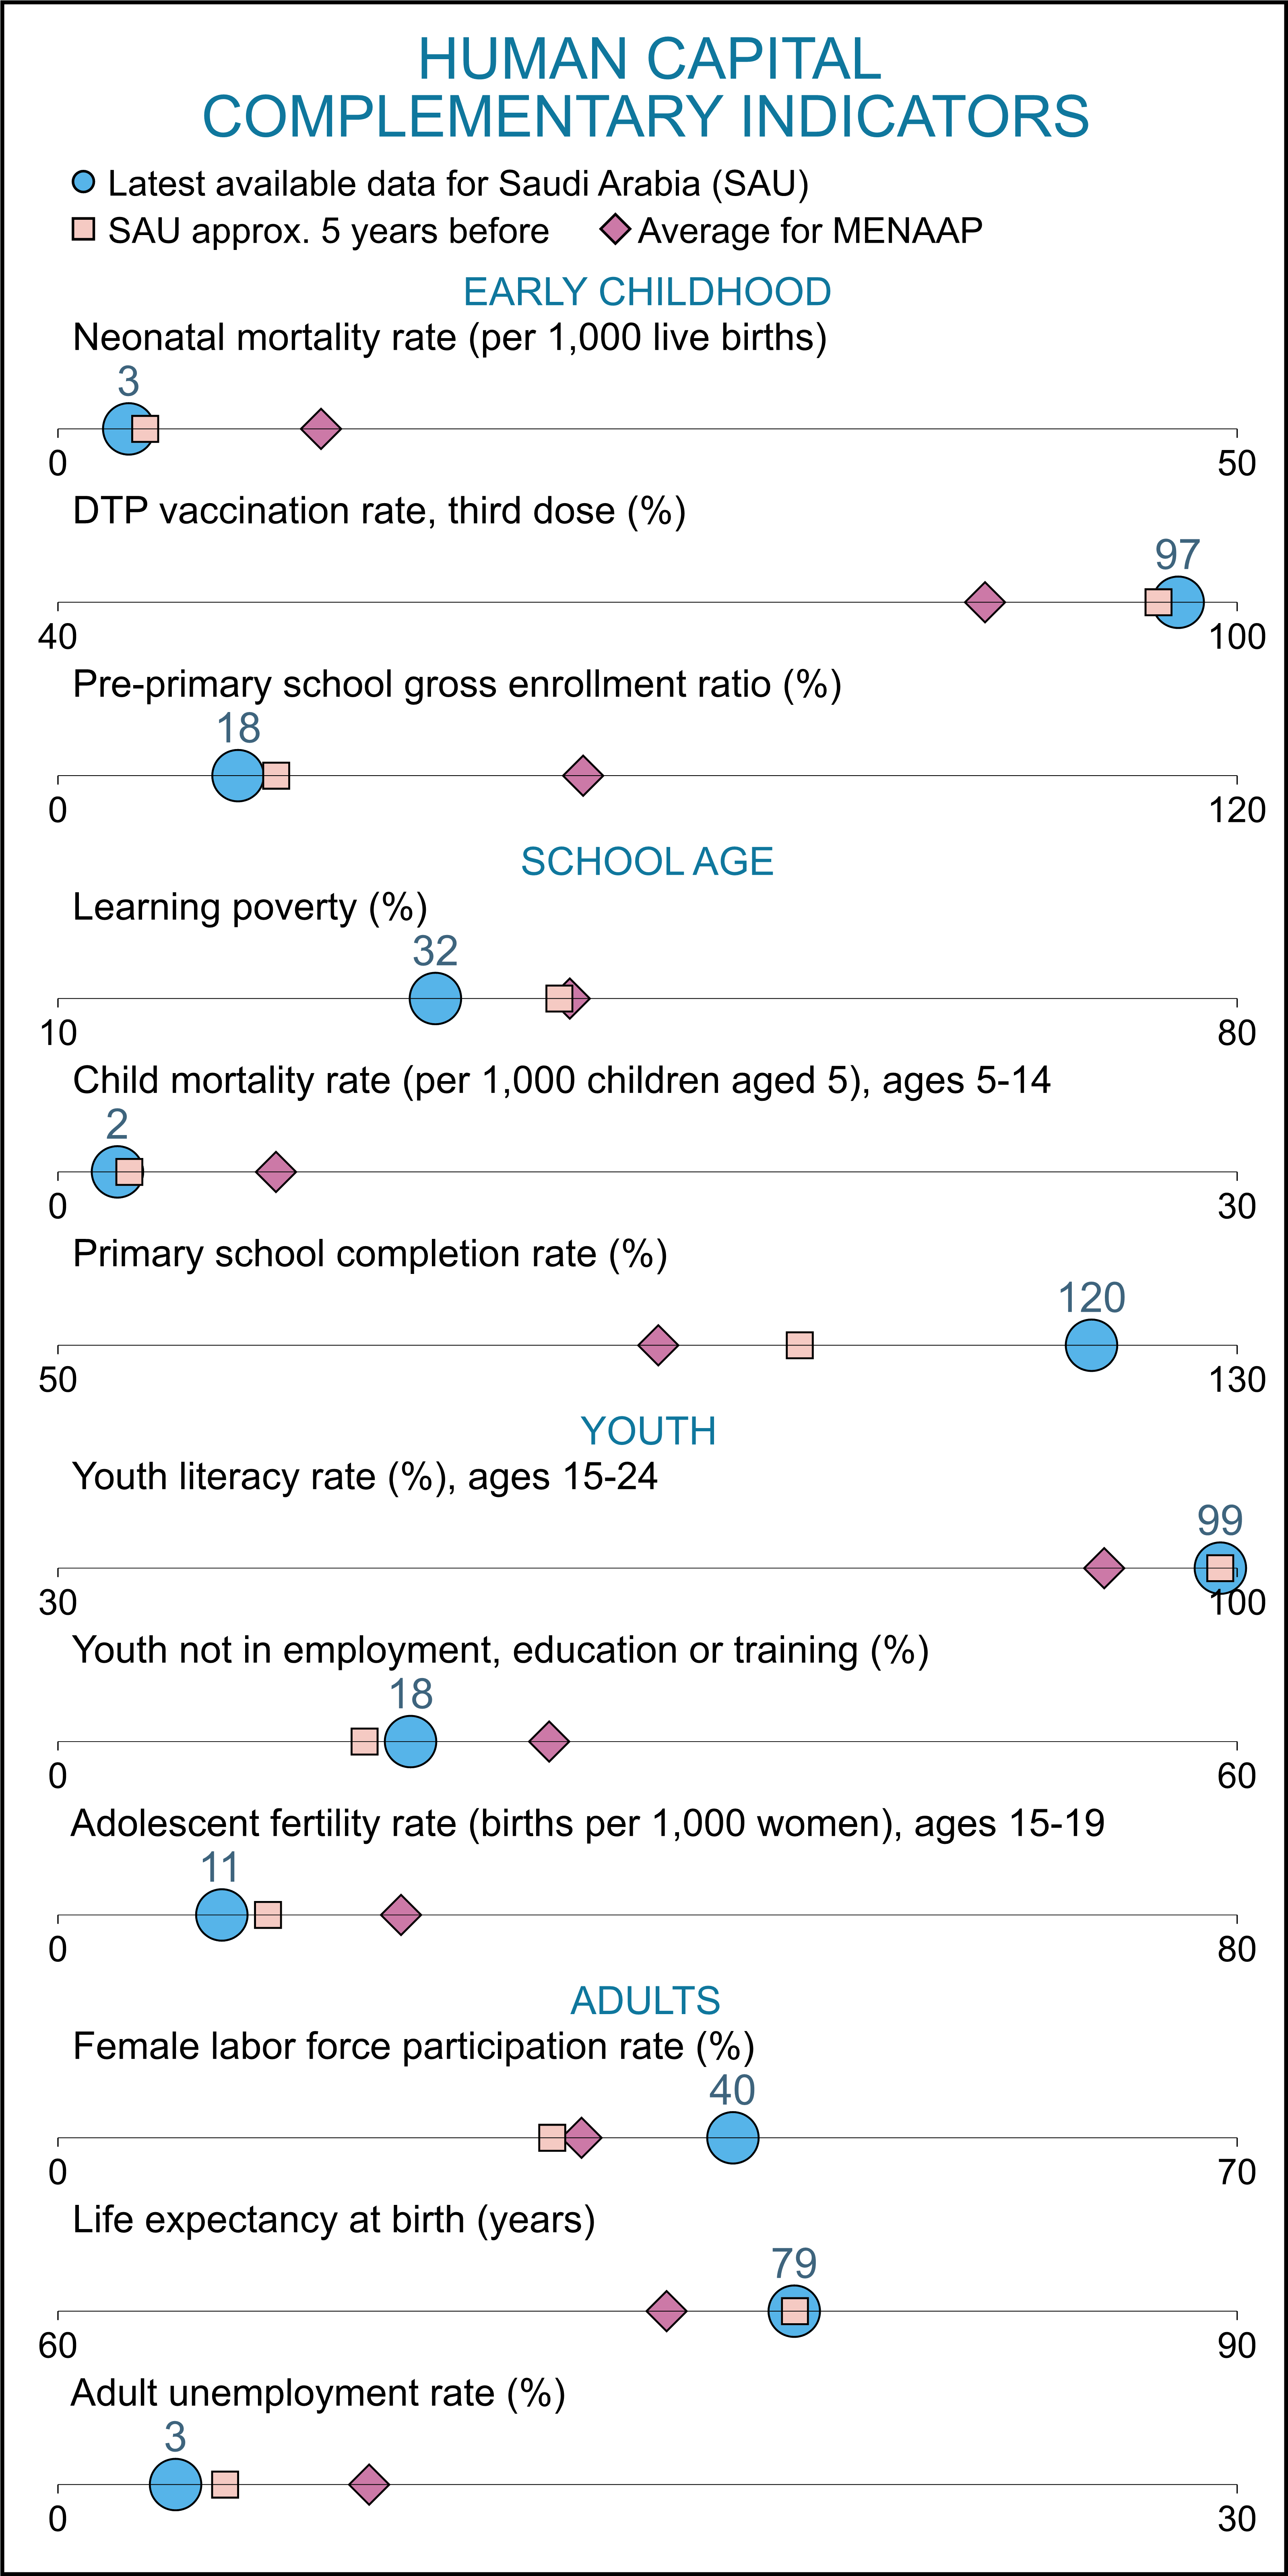 HUMAN CAPITAL
COMPLEMENTARY INDICATORS
Latest available data for Saudi Arabia (SAU)
SAU approx. 5 years before Average for MENAAP
EARLY CHILDHOOD
Neonatal mortality rate (per 1,000 live births)
3
0 50
DTP vaccination rate, third dose (%)
97
40 100
Pre-primary school gross enrollment ratio (%)
18
0 120
SCHOOL AGE
Learning poverty (%)
32
10 80
Child mortality rate (per 1,000 children aged 5), ages 5-14
2
0 30
Primary school completion rate (%)
120
50 130
YOUTH
Youth literacy rate (%), ages 15-24
99
30 100
Youth not in employment, education or training (%)
18
0 60
Adolescent fertility rate (births per 1,000 women), ages 15-19
11
0 80
ADULTS
Female labor force participation rate (%)
40
0 70
Life expectancy at birth (years)
79
60 90
Adult unemployment rate (%)
3
0 30